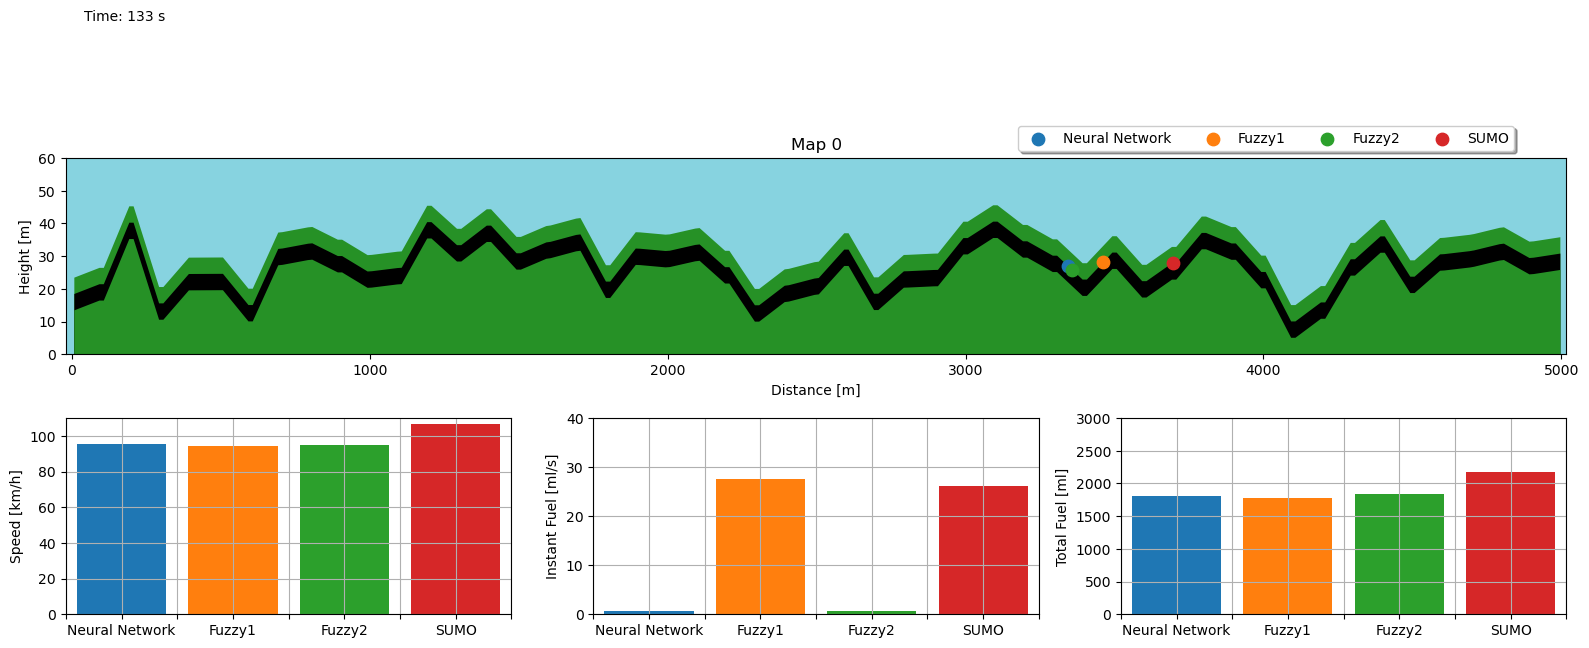 Time: 133 s
Map 0
Neural Network Fuzzy1 Fuzzy2 SUMO
Height [m]
60
50
40
30
20
10
0
0 1000 2000 3000 4000 5000
Distance [m]
Speed [km/h]
100
80
60
40
20
0
Neural Network Fuzzy1 Fuzzy2 SUMO
Instant Fuel [ml/s]
40
30
20
10
0
Neural Network Fuzzy1 Fuzzy2 SUMO
Total Fuel [ml]
3000
2500
2000
1500
1000
500
0
Neural Network Fuzzy1 Fuzzy2 SUMO